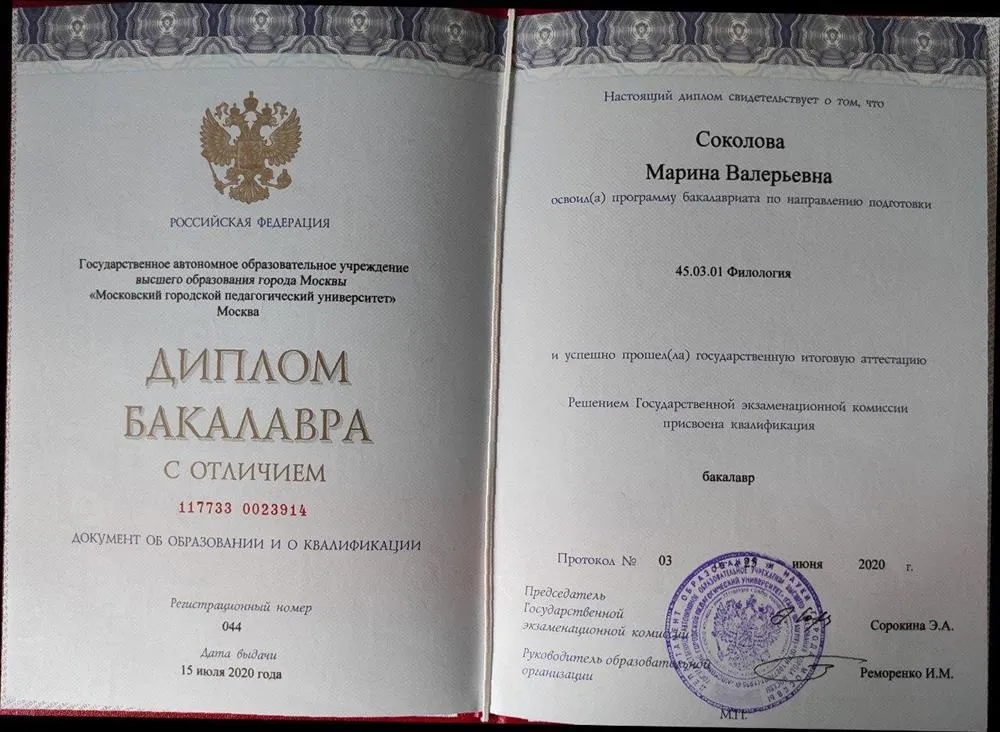 РОССИЙСКАЯ ФЕДЕРАЦИЯ
Государственное автономное образовательное учреждение
высшего образования города Москвы
«Московский городской педагогический университет»
Москва
ДИПЛОМ
БАКАЛАВРА
С ОТЛИЧИЕМ
117733 0023914
ДОКУМЕНТ ОБ ОБРАЗОВАНИИ И О КВАЛИФИКАЦИИ
Регистрационный номер
044
Дата выдачи
15 июля 2020 года
Настоящий диплом свидетельствует о том, что
Соколова
Марина Валерьевна
освоил(а) программу бакалавриата по направлению подготовки
45.03.01 Филология
и успешно прошел(ла) государственную итоговую аттестацию
Решением Государственной экзаменационной комиссии
присвоена квалификация
бакалавр
Протокол № 03 июня 2020 г.
Председатель
Государственной
экзаменационной комиссии
Сорокина Э.А.
Руководитель образовательной
организации
Реморенко И.М.
М.П.